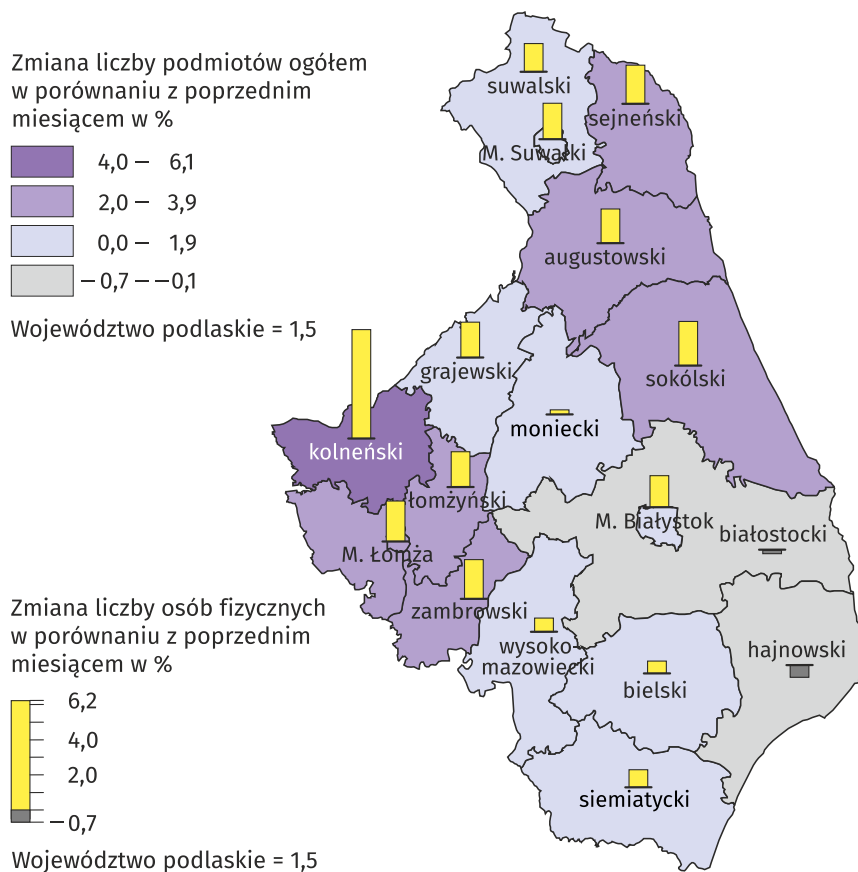 Zmiana liczby podmiotów ogółem
w porównaniu z poprzednim
miesiącem w %
4,0 – 6,1
2,0 – 3,9
0,0 – 1,9
–0,7 – –0,1
Województwo podlaskie = 1,5
suwalski
sejneński
M. Suwałki
augustowski
grajewski
sokólski
moniecki
kolneński
łomżyński
M. Białystok
białostocki
M. Łomża
zambrowski
wysoko-
mazowiecki
hajnowski
bielski
siemiatycki
Zmiana liczby osób fizycznych
w porównaniu z poprzednim
miesiącem w %
6,2
4,0
2,0
–0,7
Województwo podlaskie = 1,5